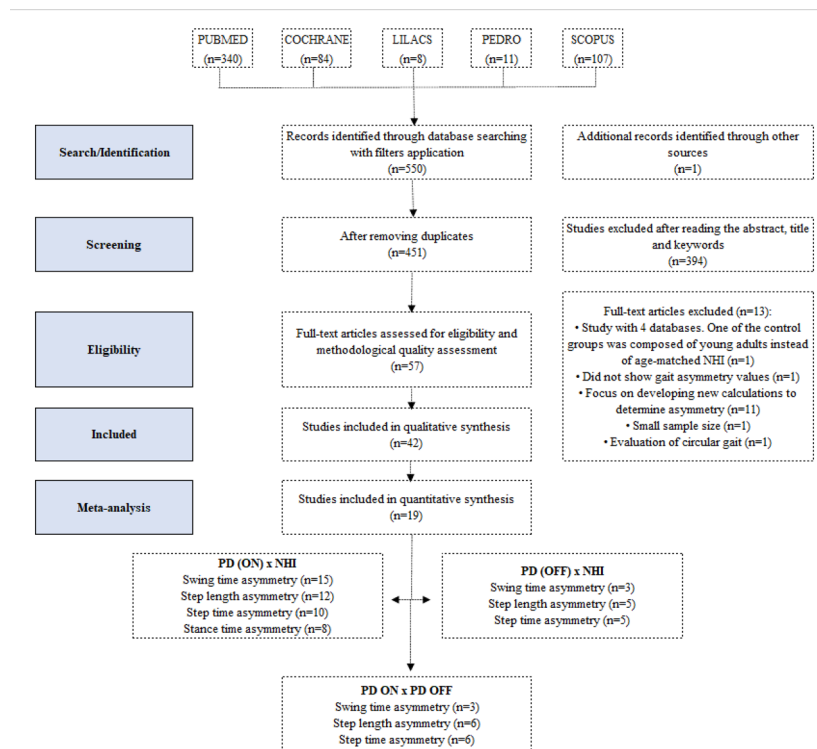 PUBMED
(n=340)
COCHRANE
(n=84)
LILACS
(n=8)
PEDRO
(n=11)
SCOPUS
(n=107)
Search/Identification
Records identified through database searching
with filters application
(n=550)
Additional records identified through other
sources
(n=1)
Screening
After removing duplicates
(n=451)
Studies excluded after reading the abstract, title
and keywords
(n=394)
Eligibility
Full-text articles assessed for eligibility and
methodological quality assessment
(n=57)
Full-text articles excluded (n=13):
• Study with 4 databases. One of the control
groups was composed of young adults instead
of age-matched NHI (n=1)
• Did not show gait asymmetry values (n=1)
• Focus on developing new calculations to
determine asymmetry (n=11)
• Small sample size (n=1)
• Evaluation of circular gait (n=1)
Included
Studies included in qualitative synthesis
(n=42)
Meta-analysis
Studies included in quantitative synthesis
(n=19)
PD (ON) x NHI
Swing time asymmetry (n=15)
Step length asymmetry (n=12)
Step time asymmetry (n=10)
Stance time asymmetry (n=8)
PD (OFF) x NHI
Swing time asymmetry (n=3)
Step length asymmetry (n=5)
Step time asymmetry (n=5)
PD ON x PD OFF
Swing time asymmetry (n=3)
Step length asymmetry (n=6)
Step time asymmetry (n=6)